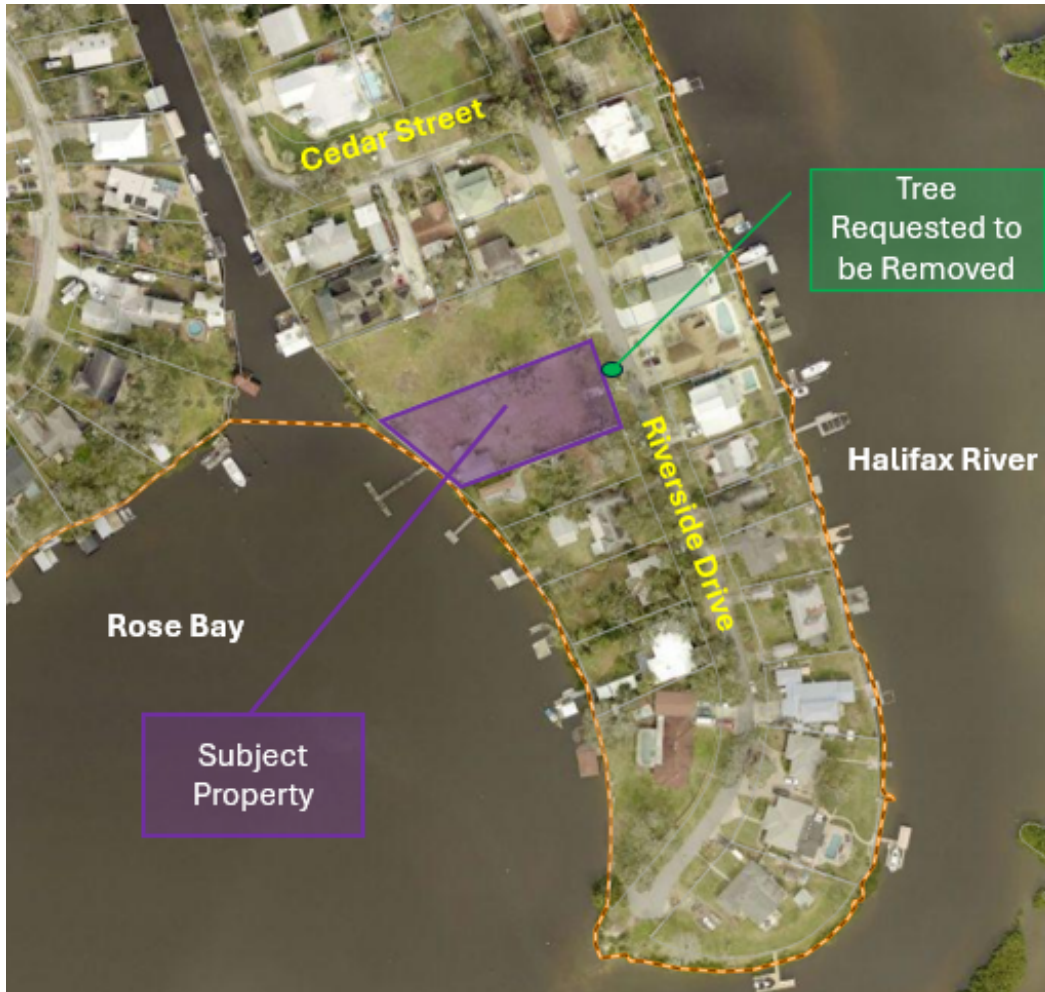 Cedar Street
Tree
Requested to
be Removed
Halifax River
Riverside Drive
Rose Bay
Subject
Property